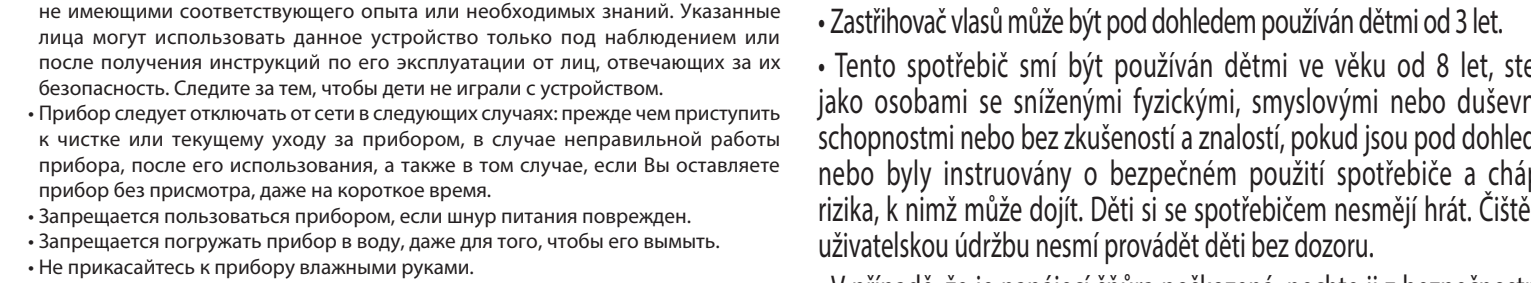 не имеющими соответствующего опыта или необходимых знаний. Указанные
лица могут использовать данное устройство только под наблюдением или
после получения инструкций по его эксплуатации от лиц, отвечающих за их
безопасность. Следите за тем, чтобы дети не играли с устройством.
• Прибор следует отключать от сети в следующих случаях: прежде чем приступить
к чистке или текущему уходу за прибором, в случае неправильной работы
прибора, после его использования, а также в том случае, если Вы оставляете
прибор без присмотра, даже на короткое время.
• Запрещается пользоваться прибором, если шнур питания поврежден.
• Запрещается погружать прибор в воду, даже для того, чтобы его вымыть.
• Не прикасайтесь к прибору влажными руками.
• Zastřihovač vlasů může být pod dohledem používán dětmi od 3 let.
• Tento spotřebič smí být používán dětmi ve věku od 8 let, ste
jako osobami se sníženými fyzickými, smyslovými nebo duševn
schopnostmi nebo bez zkušeností a znalostí, pokud jsou pod dohled
nebo byly instruovány o bezpečném použití spotřebiče a cháp
rizika, k nimž může dojít. Děti si se spotřebičem nesmějí hrát. Čiště
uživatelskou údržbu nesmí provádět děti bez dozoru.